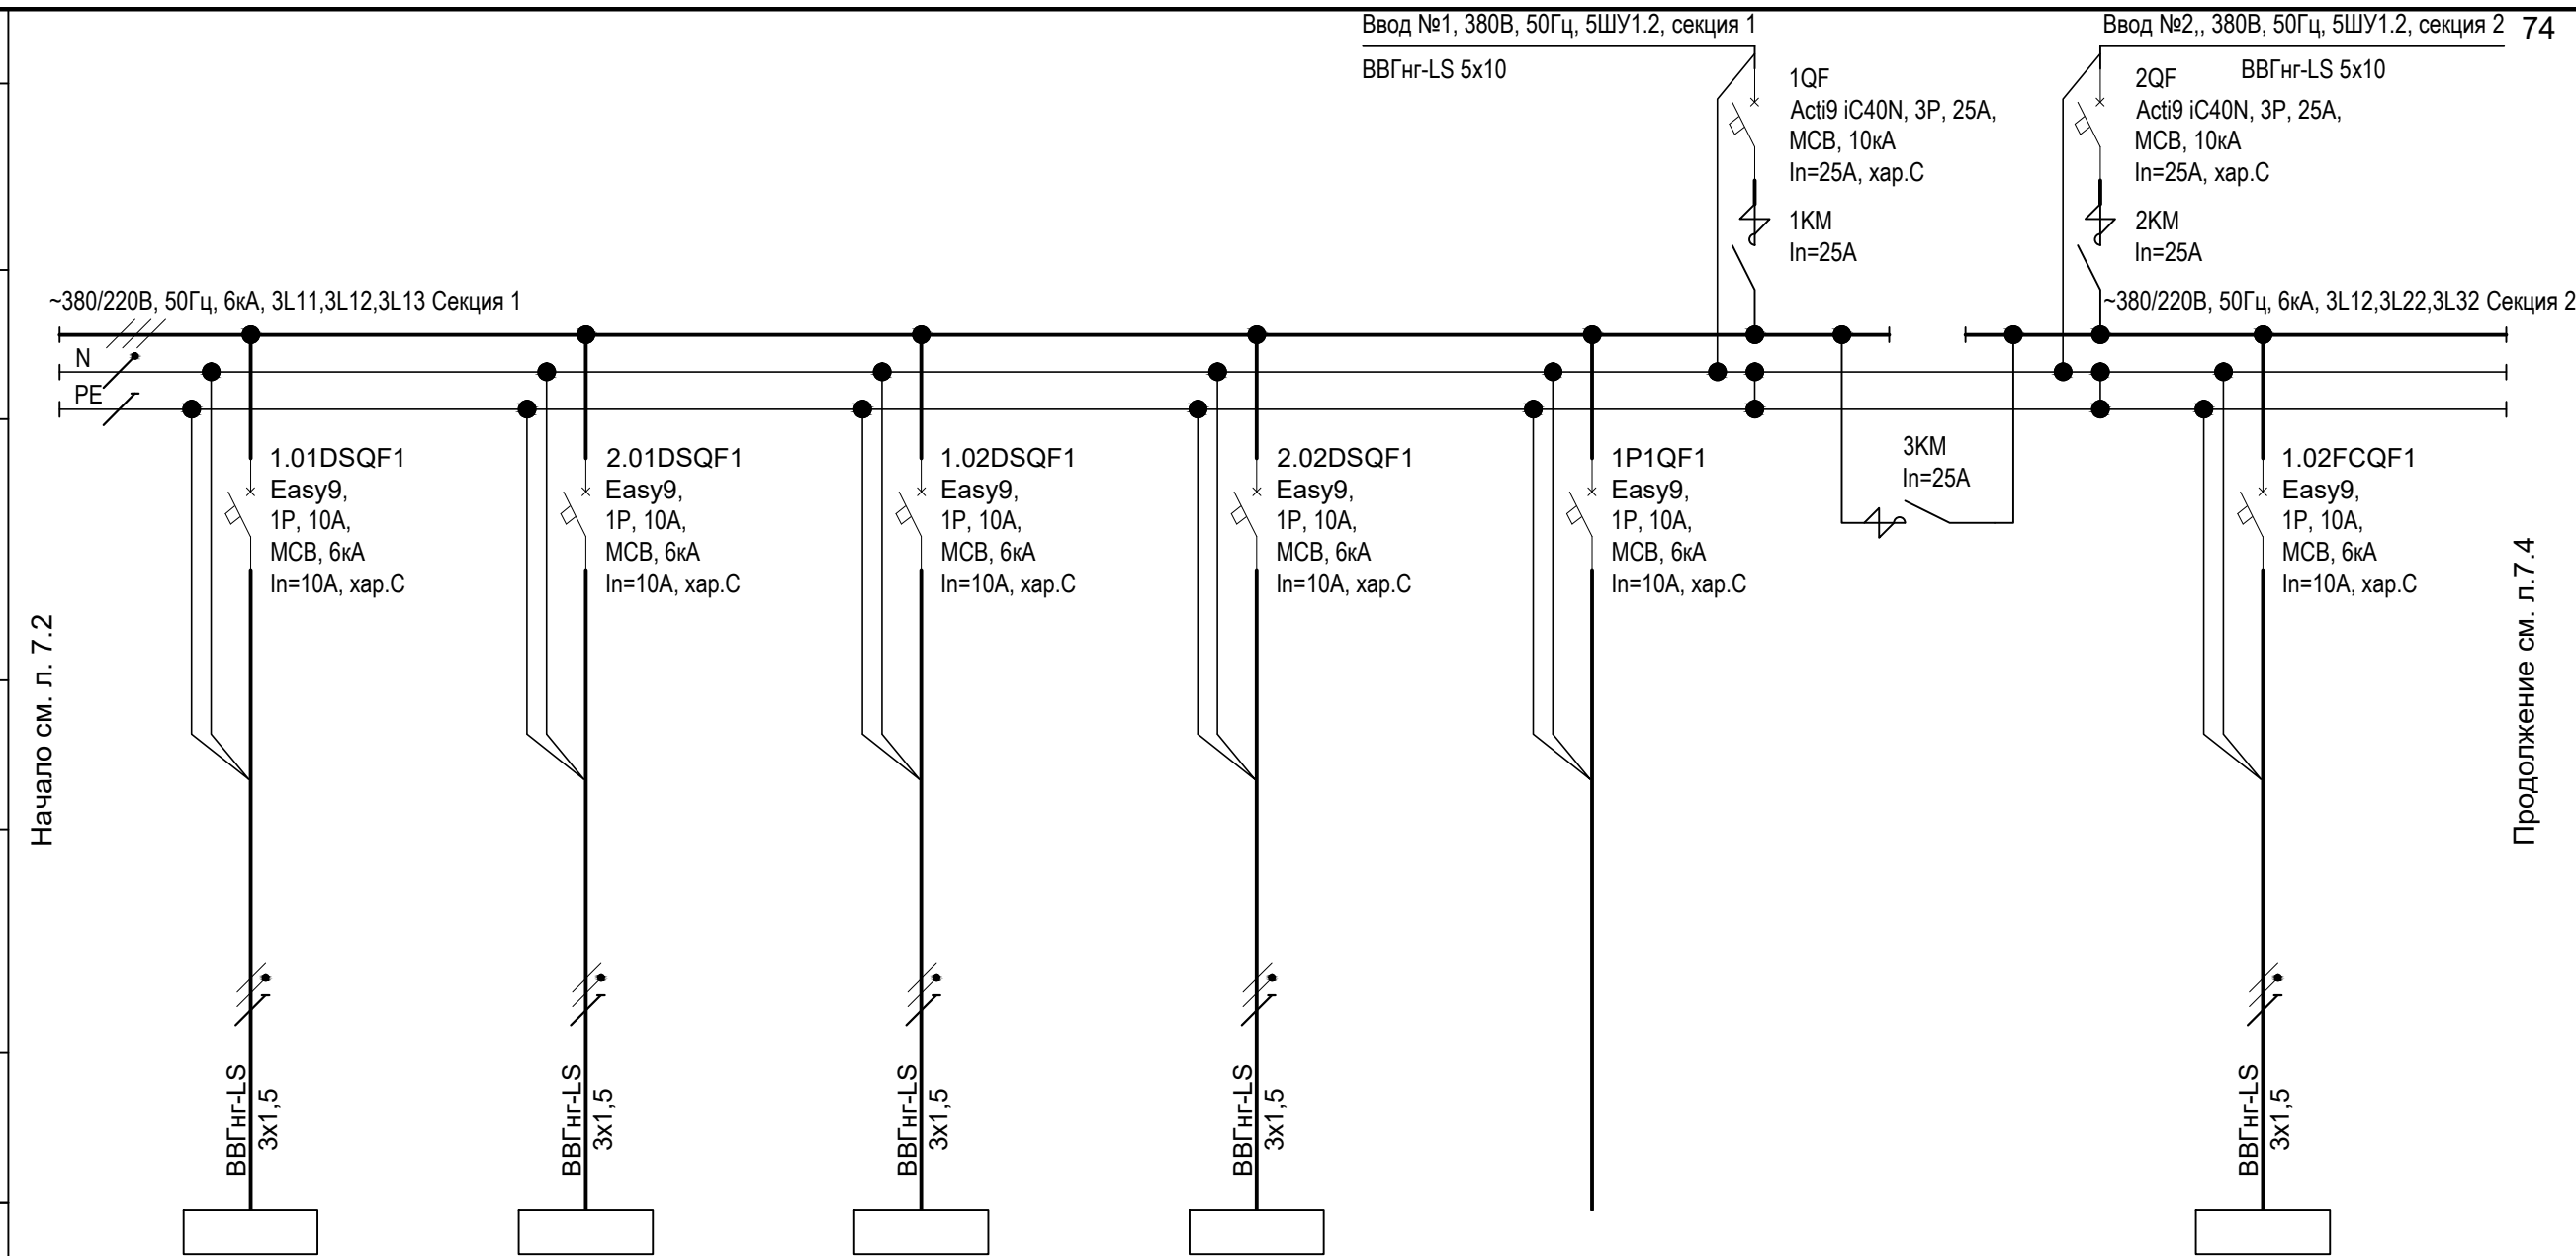 Ввод №1, 380В, 50Гц, 5ШУ1.2, секция 1
ВВГнг-LS 5х10
Ввод №2,, 380В, 50Гц, 5ШУ1.2, секция 2
74
ВВГнг-LS 5х10
1QF
Acti9 iC40N, 3P, 25A,
MCB, 10кА
In=25A, хар.С
1KM
In=25A
2QF
Acti9 iC40N, 3P, 25A,
MCB, 10кА
In=25A, хар.С
2KM
In=25A
~380/220В, 50Гц, 6кА, 3L11,3L12,3L13 Секция 1
~380/220В, 50Гц, 6кА, 3L12,3L22,3L32 Секция 2
N
PE
1.01DSQF1
Easy9,
1P, 10A,
MCB, 6кА
In=10A, хар.С
2.01DSQF1
Easy9,
1P, 10A,
MCB, 6кА
In=10A, хар.С
1.02DSQF1
Easy9,
1P, 10A,
MCB, 6кА
In=10A, хар.С
2.02DSQF1
Easy9,
1P, 10A,
MCB, 6кА
In=10A, хар.С
1P1QF1
Easy9,
1P, 10A,
MCB, 6кА
In=10A, хар.С
3KM
In=25A
1.02FCQF1
Easy9,
1P, 10A,
MCB, 6кА
In=10A, хар.С
Начало см. л. 7.2
Продолжение см. л.7.4
ВВГнг-LS
3х1,5
ВВГнг-LS
3х1,5
ВВГнг-LS
3х1,5
ВВГнг-LS
3х1,5
ВВГнг-LS
3х1,5